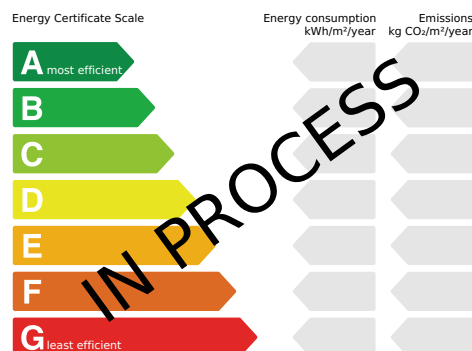 Energy Certificate Scale
Energy consumption
kWh/m²/year
Emissions
kg CO₂/m²/year
A most efficient
B
C
D
E
F
G least efficient
IN PROCESS